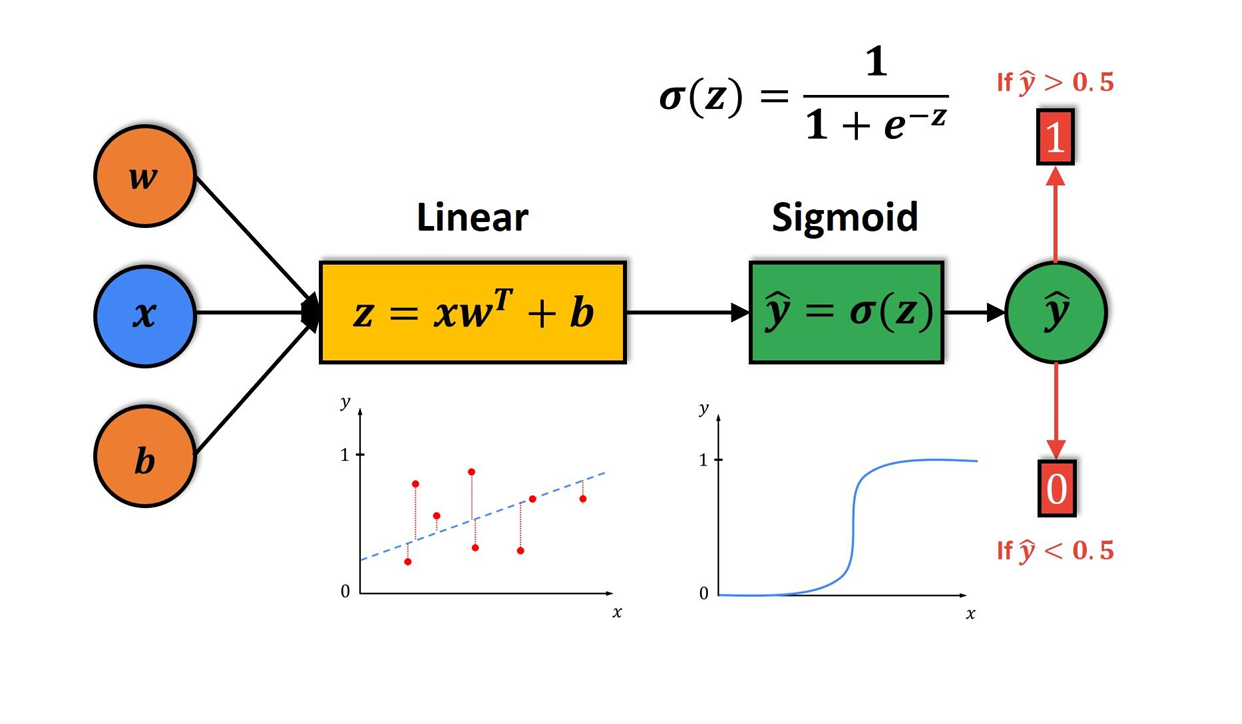 σ(z) = 1 / (1 + e^{−z})
If ŷ > 0.5
1
w
Linear
Sigmoid
x
z = xw^T + b
ŷ = σ(z)
ŷ
b
y
1
0
x
y
1
0
x
0
If ŷ < 0.5